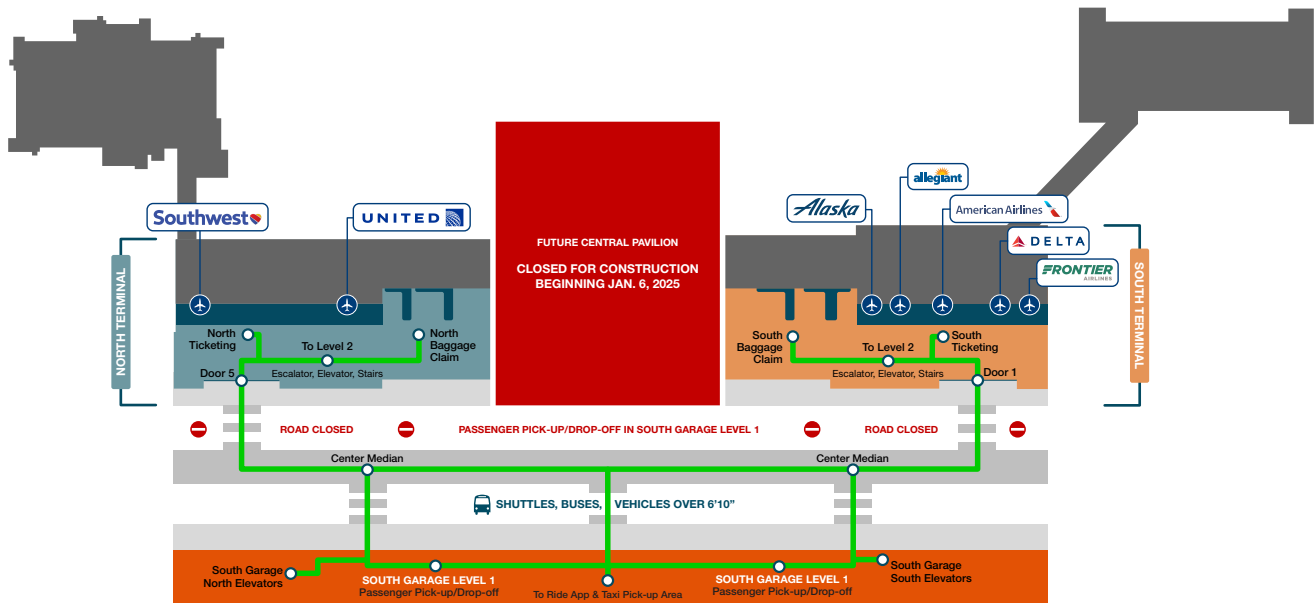 allegiant
Southwest
UNITED
Alaska
American Airlines
DELTA
FRONTIER
AIRLINES
NORTH TERMINAL
SOUTH TERMINAL
FUTURE CENTRAL PAVILION
CLOSED FOR CONSTRUCTION
BEGINNING JAN. 6, 2025
North
Ticketing
To Level 2
North
Baggage
Claim
Door 5
Escalator, Elevator, Stairs
South
Baggage
Claim
To Level 2
South
Ticketing
Escalator, Elevator, Stairs
Door 1
ROAD CLOSED
PASSENGER PICK-UP/DROP-OFF IN SOUTH GARAGE LEVEL 1
ROAD CLOSED
Center Median
Center Median
SHUTTLES, BUSES, VEHICLES OVER 6’10”
South Garage
North Elevators
SOUTH GARAGE LEVEL 1
Passenger Pick-up/Drop-off
To Ride App & Taxi Pick-up Area
SOUTH GARAGE LEVEL 1
Passenger Pick-up/Drop-off
South Garage
South Elevators